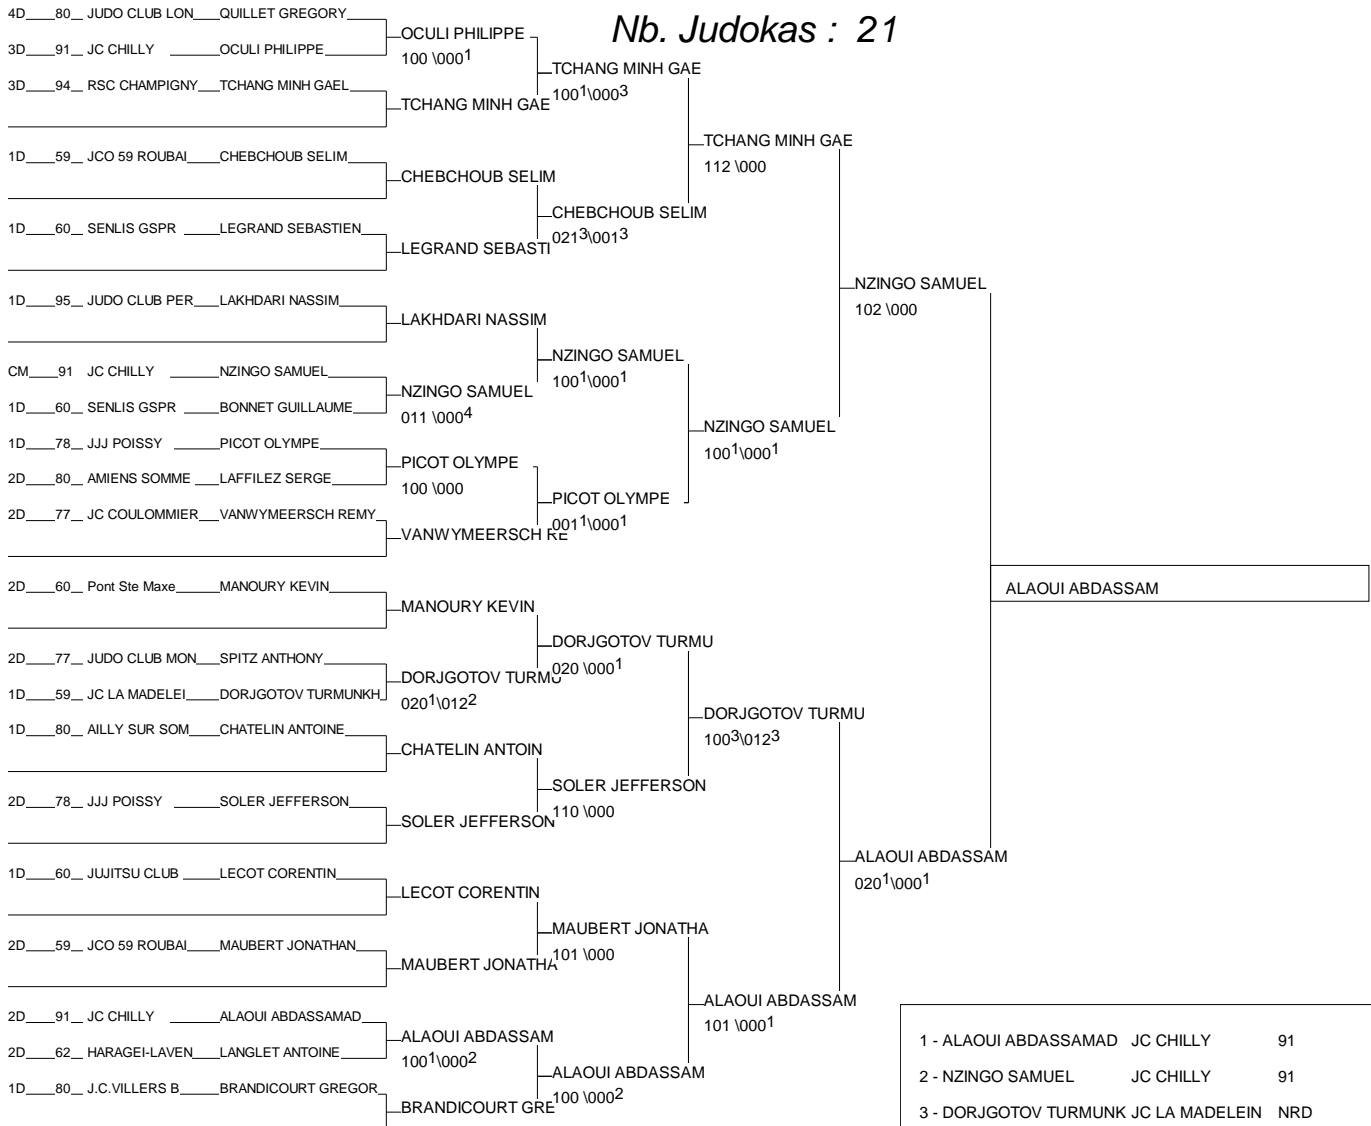 Nb. Judokas : 21
4D 80 JUDO CLUB LON QUILLET GREGORY
3D 91 JC CHILLY OCULI PHILIPPE
3D 94 RSC CHAMPIGNY TCHANG MINH GAEL
1D 59 JCO 59 ROUBAI CHEBCHOUB SELIM
1D 60 SENLIS GSPR LEGRAND SEBASTIEN
1D 95 JUDO CLUB PER LAKHDARI NASSIM
CM 91 JC CHILLY NZINGO SAMUEL
1D 60 SENLIS GSPR BONNET GUILLAUME
1D 78 JJJ POISSY PICOT OLYMPE
2D 80 AMIENS SOMME LAFFILEZ SERGE
2D 77 JC COULOMMIER VANWYMEERSCH REMY
2D 60 Pont Ste Maxe MANOURY KEVIN
2D 77 JUDO CLUB MON SPITZ ANTHONY
1D 59 JC LA MADELEI DORJGOTOV TURMUNKH
1D 80 AILLY SUR SOM CHATELIN ANTOINE
2D 78 JJJ POISSY SOLER JEFFERSON
1D 60 JUJITSU CLUB LECOT CORENTIN
2D 59 JCO 59 ROUBAI MAUBERT JONATHAN
2D 91 JC CHILLY ALAOUI ABDASSAMAD
2D 62 HARAGEI-LAVEN LANGLET ANTOINE
1D 80 J.C.VILLERS B BRANDICOURT GREGOR
OCULI PHILIPPE
100 \000¹
TCHANG MINH GAE
CHEBCHOUB SELIM
LEGRAND SEBASTI
LAKHDARI NASSIM
NZINGO SAMUEL
011 \000⁴
PICOT OLYMPE
100 \000
VANWYMEERSCH RE
MANOURY KEVIN
DORJGOTOV TURMU
020¹\012²
CHATELIN ANTOIN
SOLER JEFFERSON
LECOT CORENTIN
MAUBERT JONATHA
ALAOUI ABDASSAM
100¹\000²
BRANDICOURT GRE
TCHANG MINH GAE
100¹\000³
CHEBCHOUB SELIM
021³\001³
NZINGO SAMUEL
100¹\000¹
PICOT OLYMPE
001¹\000¹
DORJGOTOV TURMU
020 \000¹
SOLER JEFFERSON
110 \000
MAUBERT JONATHA
101 \000
ALAOUI ABDASSAM
100 \000²
TCHANG MINH GAE
112 \000
NZINGO SAMUEL
100¹\000¹
DORJGOTOV TURMU
100³\012³
ALAOUI ABDASSAM
101 \000¹
NZINGO SAMUEL
102 \000
ALAOUI ABDASSAM
020¹\000¹
ALAOUI ABDASSAM
1 - ALAOUI ABDASSAMAD JC CHILLY 91
2 - NZINGO SAMUEL JC CHILLY 91
3 - DORJGOTOV TURMUNK JC LA MADELEIN NRD